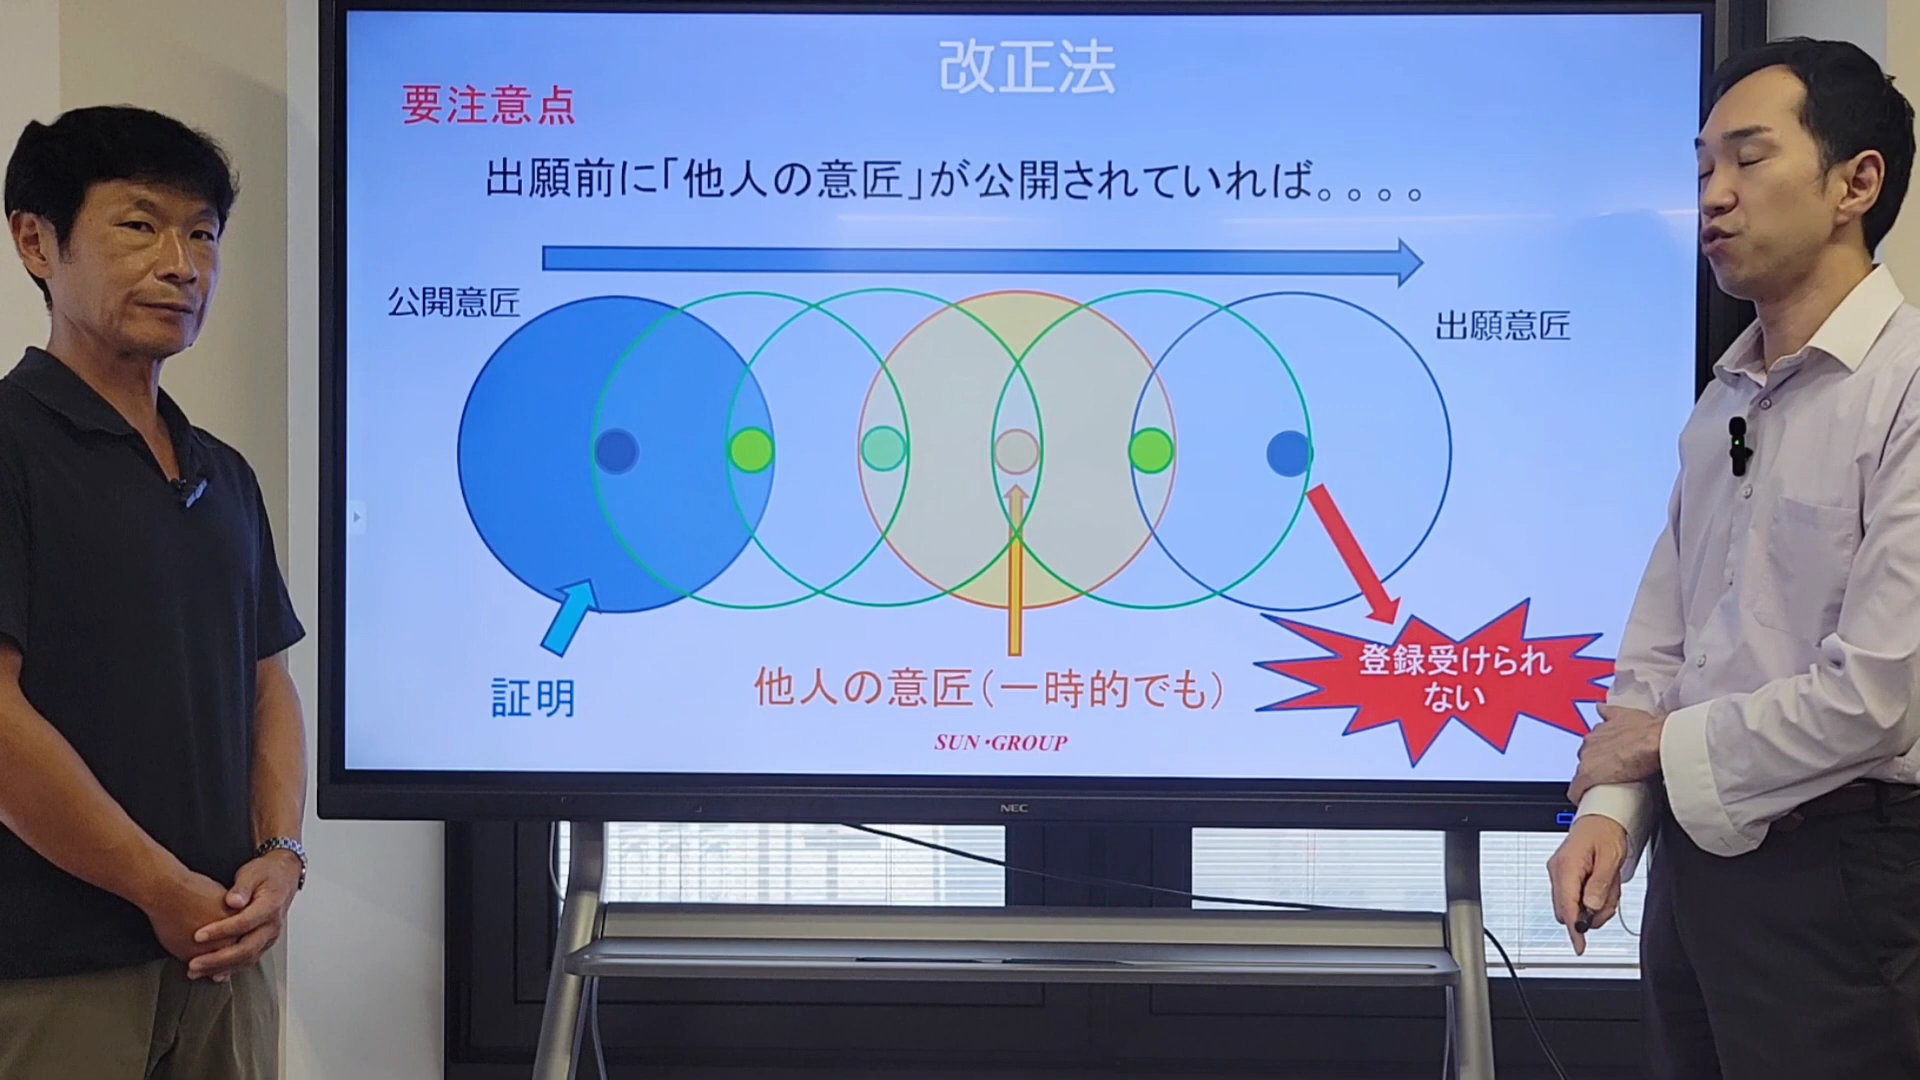 改正法
要注意点
出願前に「他人の意匠」が公開されていれば。。。。
公開意匠
出願意匠
証明
他人の意匠(一時的でも)
登録受けられ
ない
SUN・GROUP
NEC